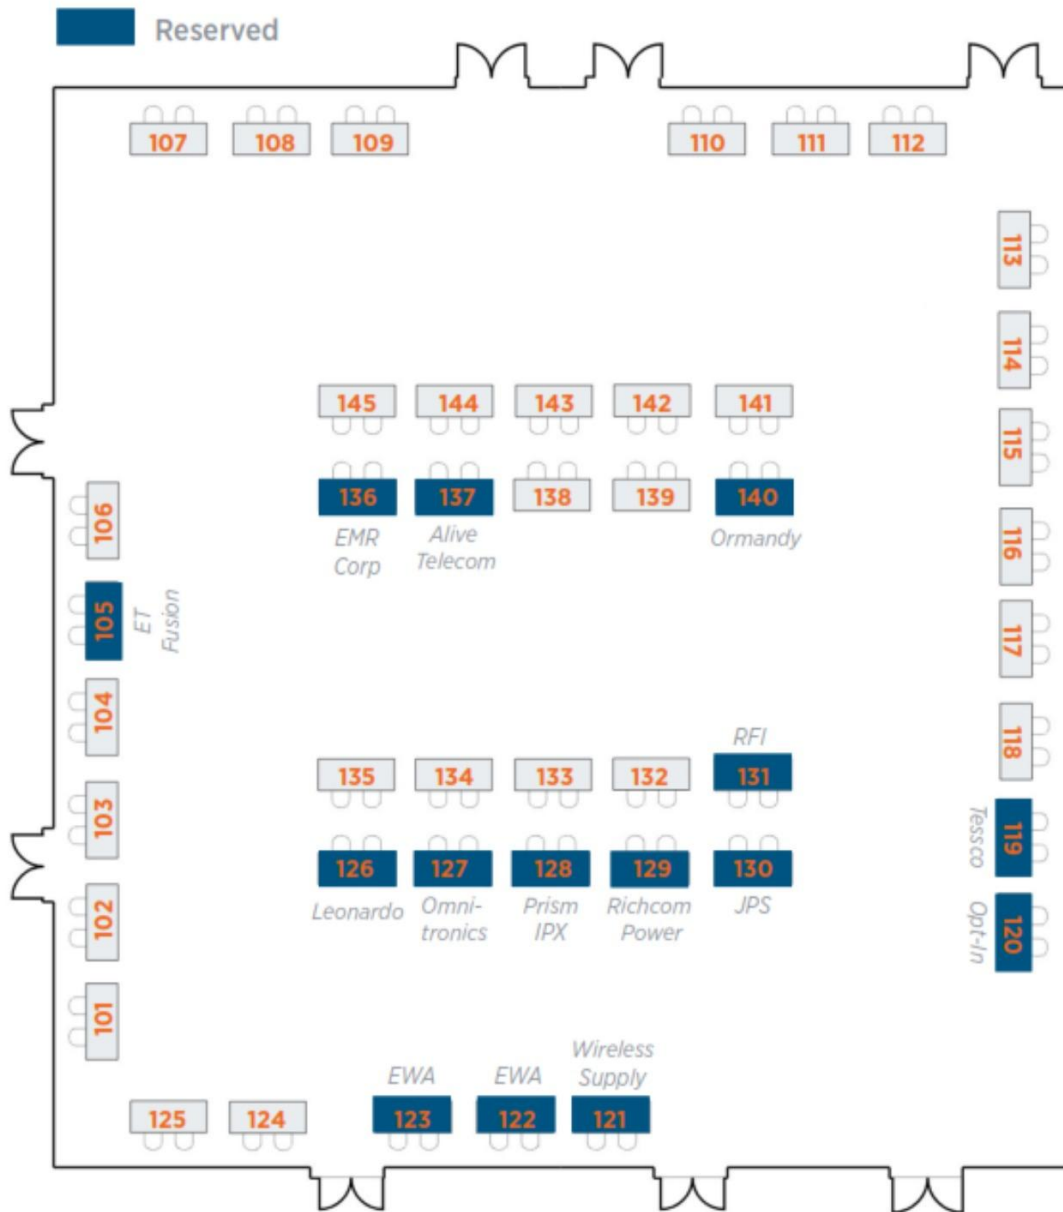 Reserved
107 108 109 110 111 112
113
114
145 144 143 142 141
115
136 137 138 139 140
106
EMR
Corp
Alive
Telecom
Ormandy
116
105
ET
Fusion
117
104
118
RFI
135 134 133 132 131
103
119
Tessco
126 127 128 129 130
Leonardo
Omni-
tronics
Prism
IPX
Richcom
Power
JPS
102
120
Opt-In
101
EWA
EWA
Wireless
Supply
125 124 123 122 121